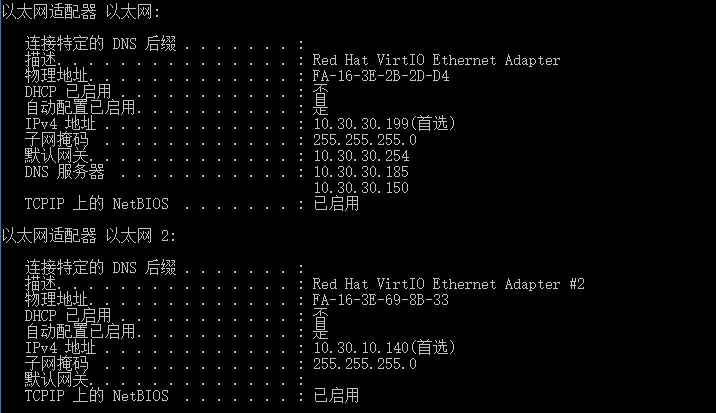 以太网适配器 以太网:
连接特定的 DNS 后缀 . . . . . . . :
描述. . . . . . . . . . . . . . . : Red Hat VirtIO Ethernet Adapter
物理地址. . . . . . . . . . . . . : FA-16-3E-2B-2D-D4
DHCP 已启用 . . . . . . . . . . . : 否
自动配置已启用. . . . . . . . . . : 是
IPv4 地址 . . . . . . . . . . . . : 10.30.30.199(首选)
子网掩码 . . . . . . . . . . . . : 255.255.255.0
默认网关. . . . . . . . . . . . . : 10.30.30.254
DNS 服务器 . . . . . . . . . . . : 10.30.30.185
10.30.30.150
TCPIP 上的 NetBIOS . . . . . . . : 已启用
以太网适配器 以太网 2:
连接特定的 DNS 后缀 . . . . . . . :
描述. . . . . . . . . . . . . . . : Red Hat VirtIO Ethernet Adapter #2
物理地址. . . . . . . . . . . . . : FA-16-3E-69-8B-33
DHCP 已启用 . . . . . . . . . . . : 否
自动配置已启用. . . . . . . . . . : 是
IPv4 地址 . . . . . . . . . . . . : 10.30.10.140(首选)
子网掩码 . . . . . . . . . . . . : 255.255.255.0
默认网关. . . . . . . . . . . . . :
TCPIP 上的 NetBIOS . . . . . . . : 已启用